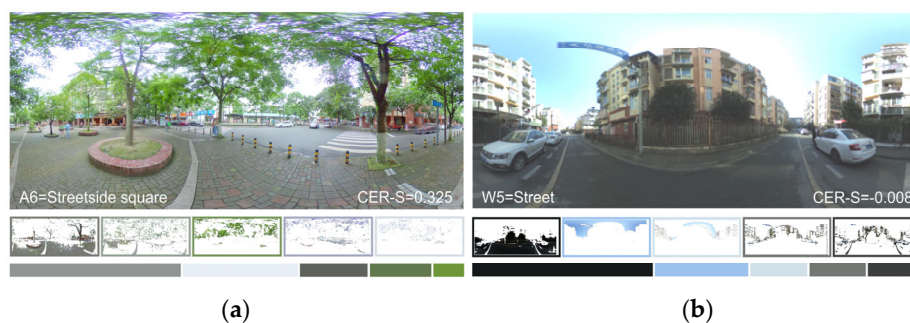 A6=Streetside square
CER-S=0.325
W5=Street
CER-S=-0.008
(a)
(b)